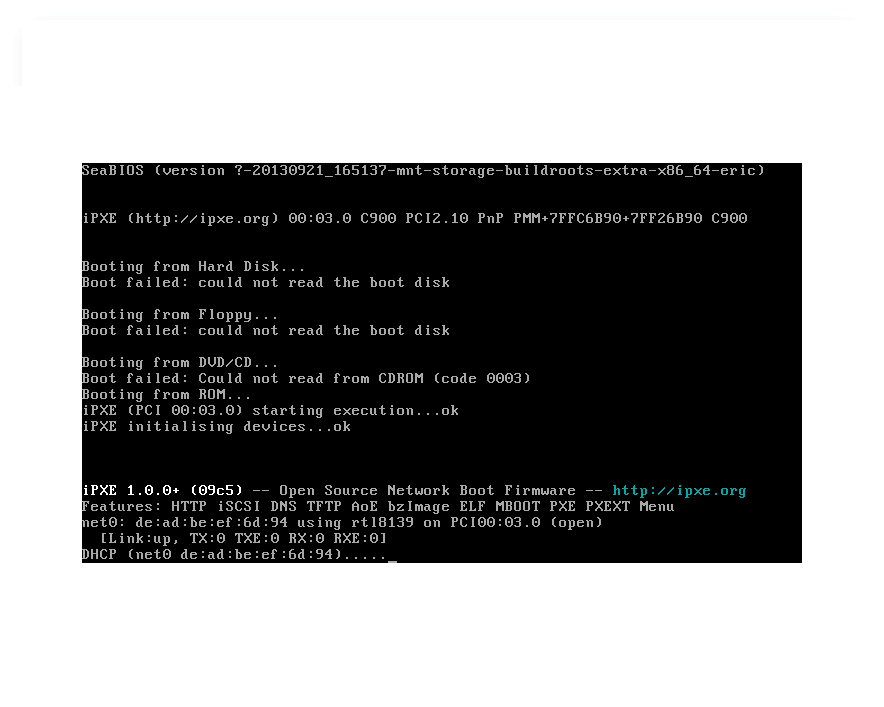 SeaBIOS (version ?-20130921_165137-mnt-storage-buildroots-extra-x86_64-eric)
iPXE (http://ipxe.org) 00:03.0 C900 PCI2.10 PnP PMM+7FFC6B90+7FF26B90 C900
Booting from Hard Disk...
Boot failed: could not read the boot disk
Booting from Floppy...
Boot failed: could not read the boot disk
Booting from DVD/CD...
Boot failed: Could not read from CDROM (code 0003)
Booting from ROM...
iPXE (PCI 00:03.0) starting execution...ok
iPXE initialising devices...ok
iPXE 1.0.0+ (09c5) -- Open Source Network Boot Firmware -- http://ipxe.org
Features: HTTP iSCSI DNS TFTP AoE bzImage ELF MBOOT PXE PXEXT Menu
net0: de:ad:be:ef:6d:94 using rtl8139 on PCI00:03.0 (open)
[Link:up, TX:0 TXE:0 RX:0 RXE:0]
DHCP (net0 de:ad:be:ef:6d:94)....._